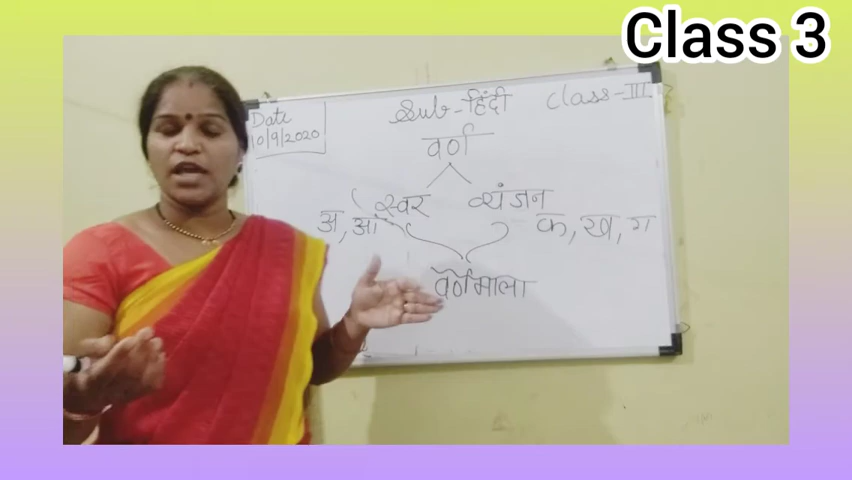 Class 3
Date
10/9/2020
Sub-हिंदी
Class-III
वर्ण
स्वर व्यंजन
अ, आ
क, ख, ग
वर्णमाला